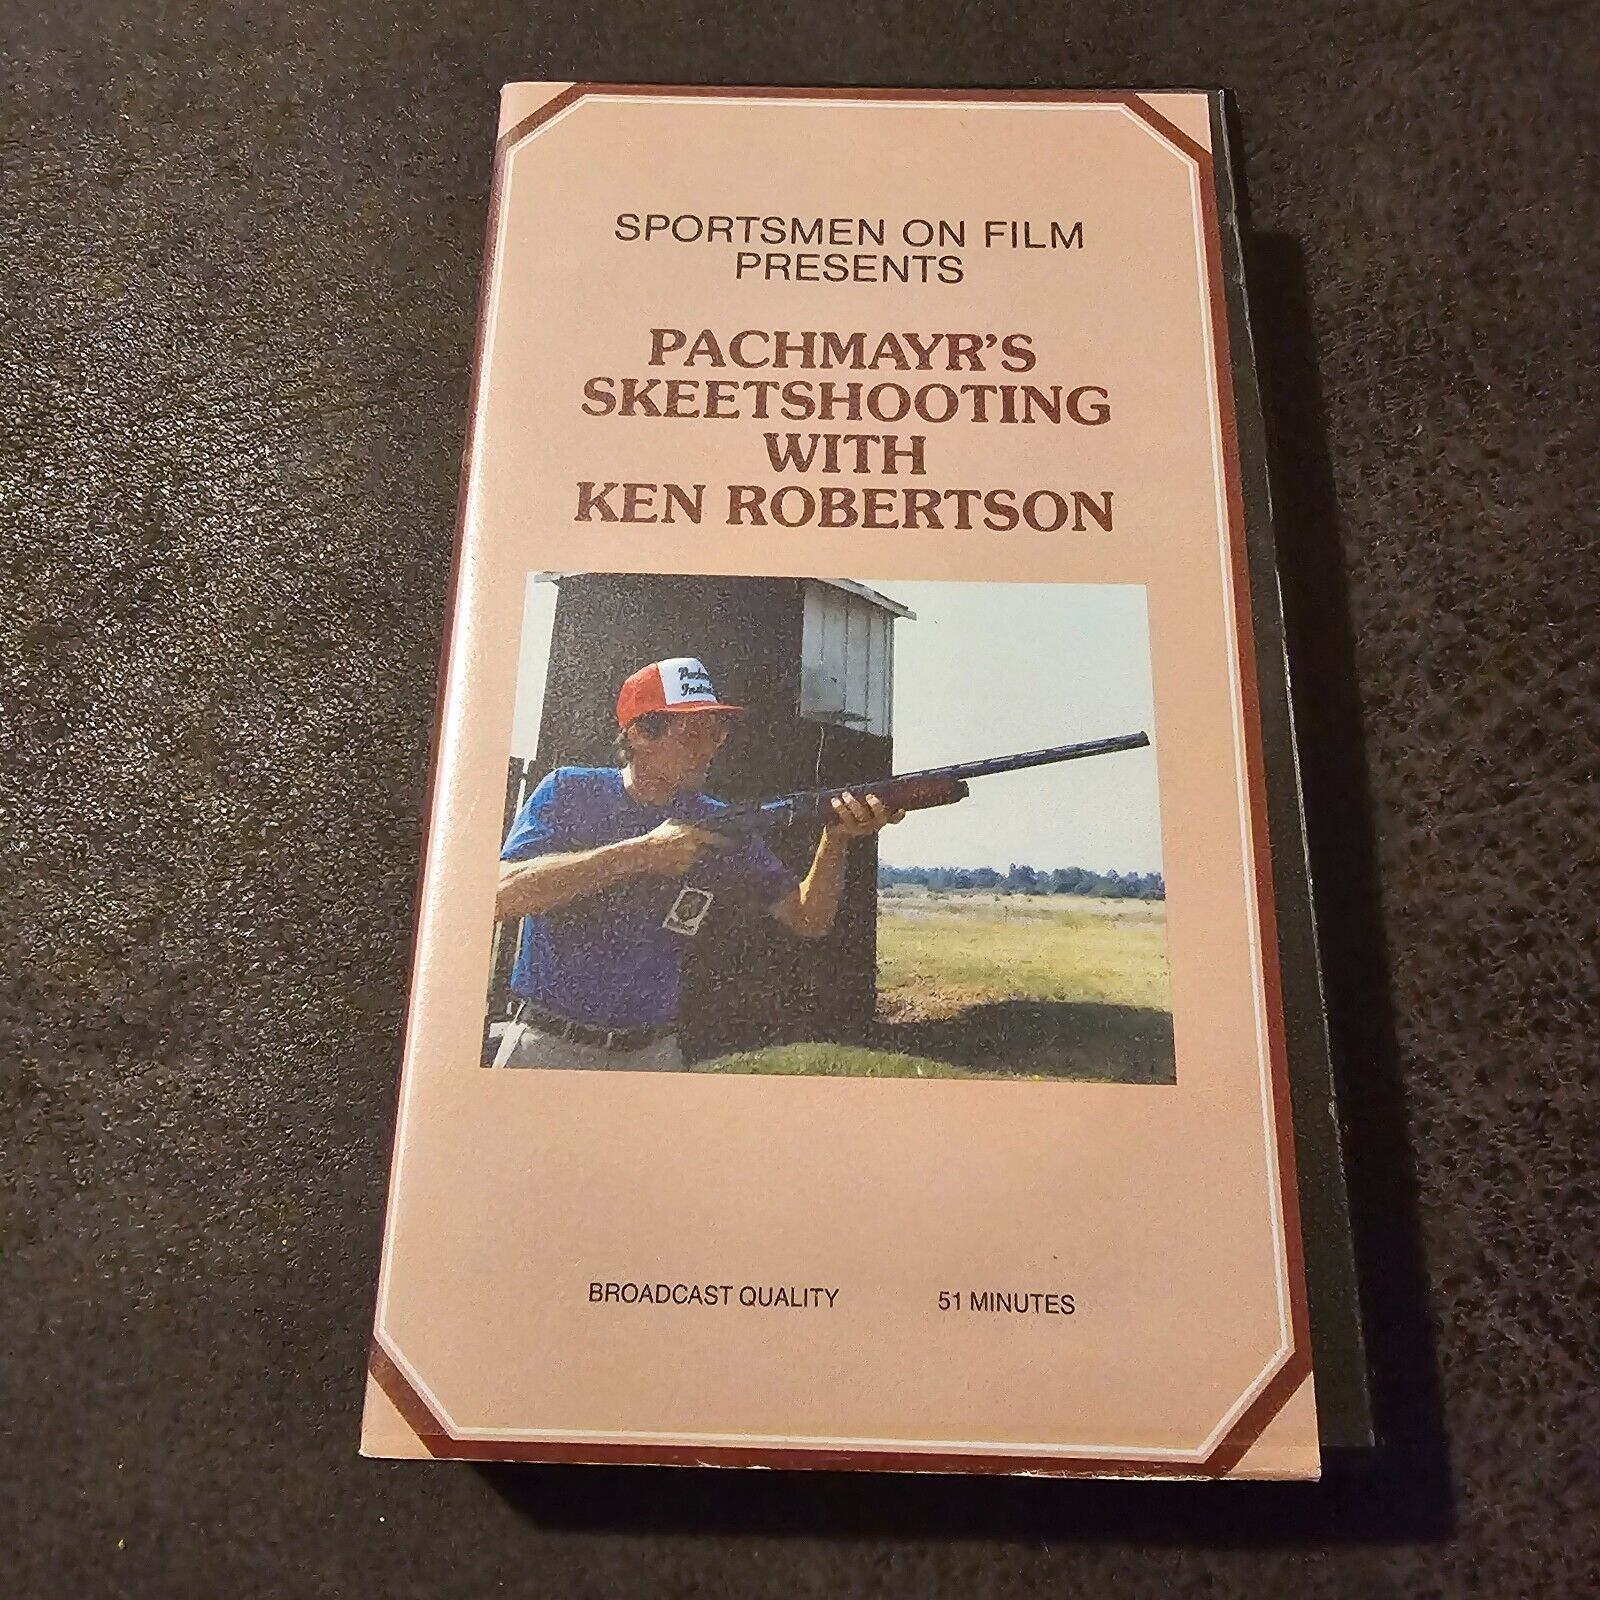 SPORTSMEN ON FILM
PRESENTS
PACHMAYR'S
SKEETSHOOTING
WITH
KEN ROBERTSON
BROADCAST QUALITY 51 MINUTES